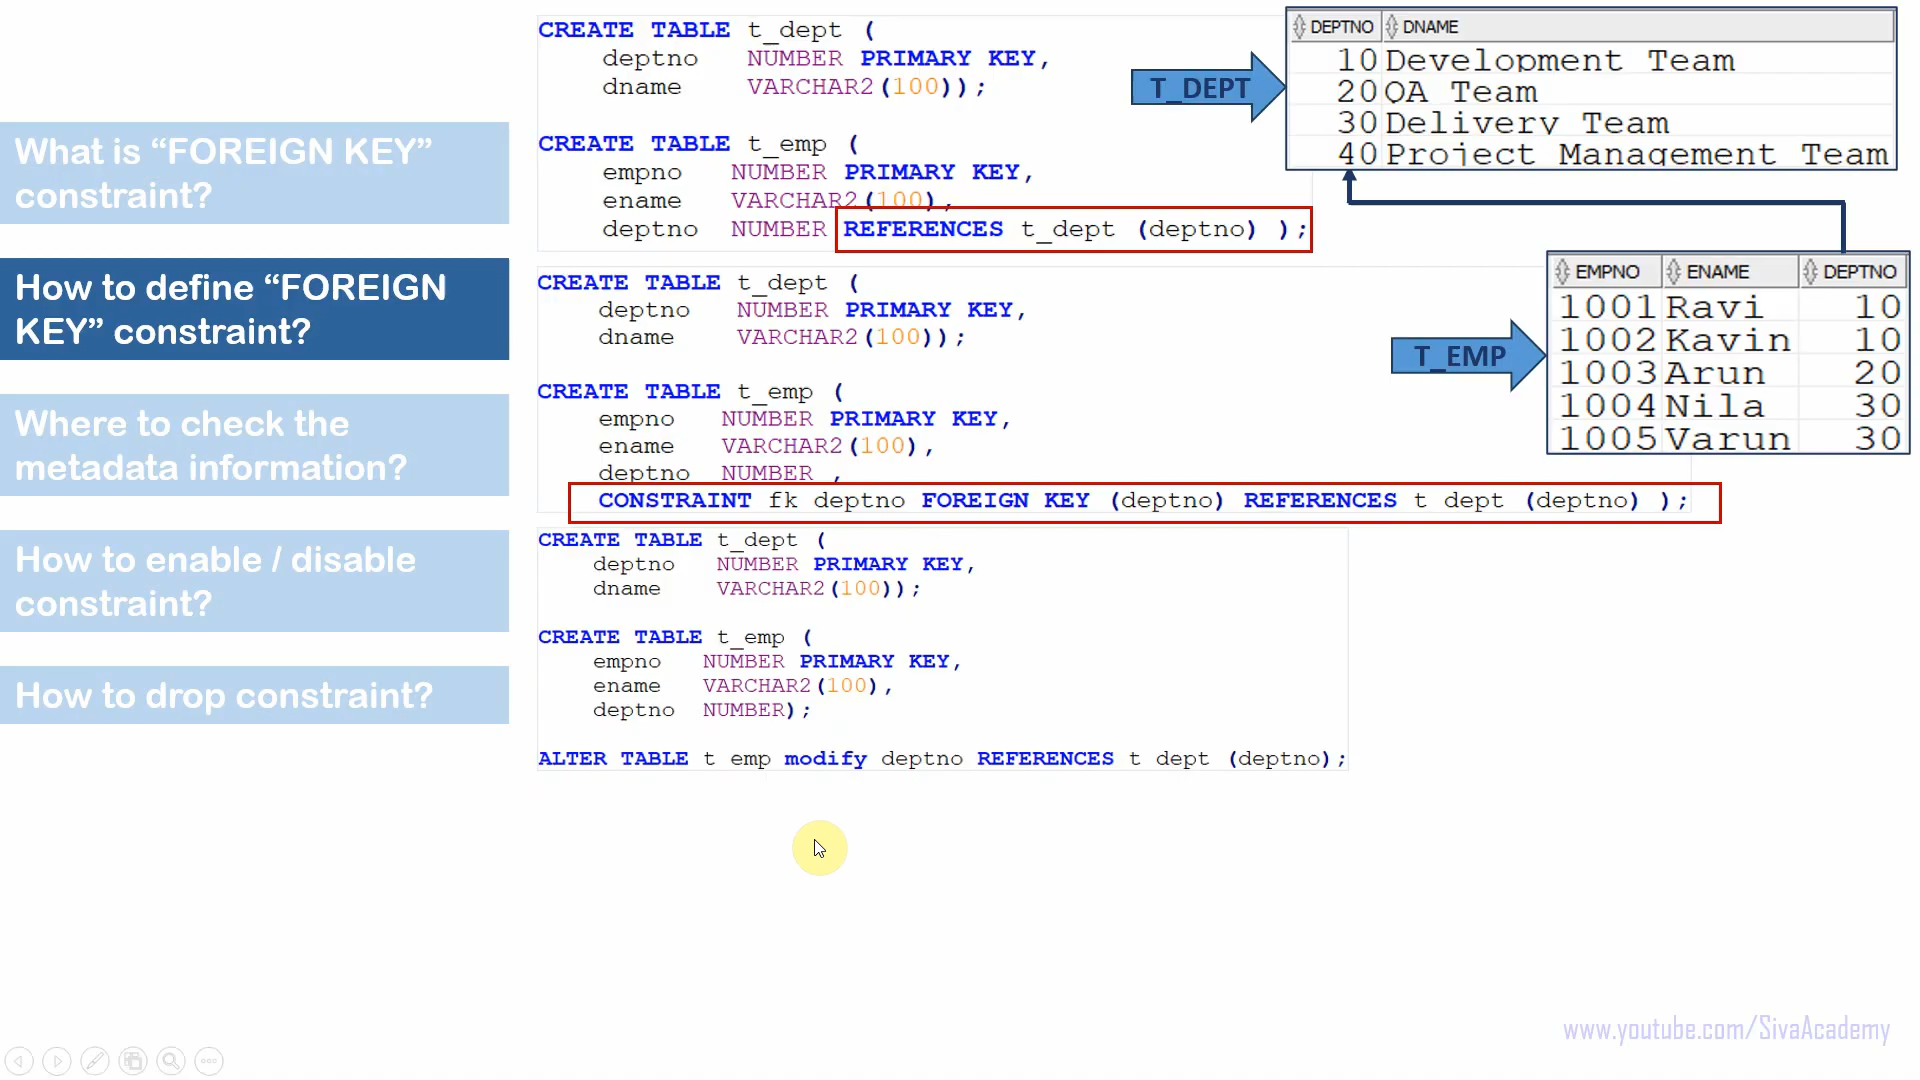 What is “FOREIGN KEY”
constraint?
How to define “FOREIGN
KEY” constraint?
Where to check the
metadata information?
How to enable / disable
constraint?
How to drop constraint?
CREATE TABLE t_dept (
deptno NUMBER PRIMARY KEY,
dname VARCHAR2(100));
CREATE TABLE t_emp (
empno NUMBER PRIMARY KEY,
ename VARCHAR2(100),
deptno NUMBER REFERENCES t_dept (deptno) );
CREATE TABLE t_dept (
deptno NUMBER PRIMARY KEY,
dname VARCHAR2(100));
CREATE TABLE t_emp (
empno NUMBER PRIMARY KEY,
ename VARCHAR2(100),
deptno NUMBER ,
CONSTRAINT fk deptno FOREIGN KEY (deptno) REFERENCES t dept (deptno) );
CREATE TABLE t_dept (
deptno NUMBER PRIMARY KEY,
dname VARCHAR2(100));
CREATE TABLE t_emp (
empno NUMBER PRIMARY KEY,
ename VARCHAR2(100),
deptno NUMBER);
ALTER TABLE t emp modify deptno REFERENCES t dept (deptno);
T_DEPT
DEPTNO DNAME
10 Development Team
20 QA Team
30 Delivery Team
40 Project Management Team
T_EMP
EMPNO ENAME DEPTNO
1001 Ravi 10
1002 Kavin 10
1003 Arun 20
1004 Nila 30
1005 Varun 30
www.youtube.com/SivaAcademy